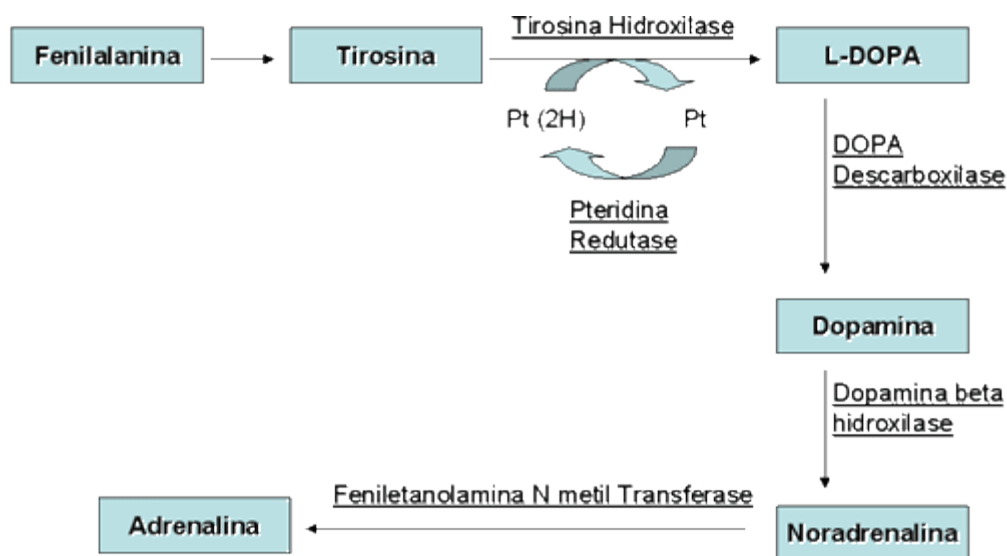 Tirosina Hidroxilase
Fenilalanina
Tirosina
L-DOPA
Pt (2H)
Pt
DOPA
Descarboxilase
Pteridina
Redutase
Dopamina
Dopamina beta
hidroxilase
Feniletanolamina N metil Transferase
Adrenalina
Noradrenalina